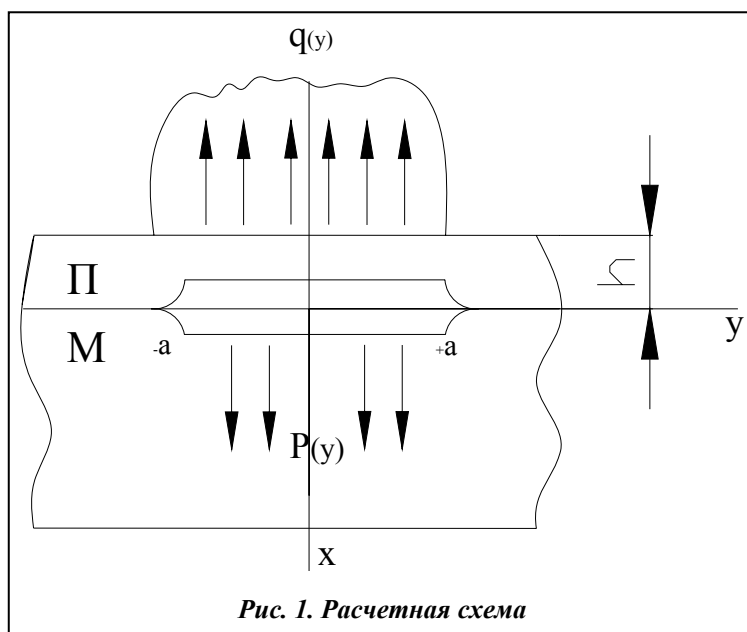 q(y)
П
h
y
М
-a
+a
P(y)
x
Рис. 1. Расчетная схема